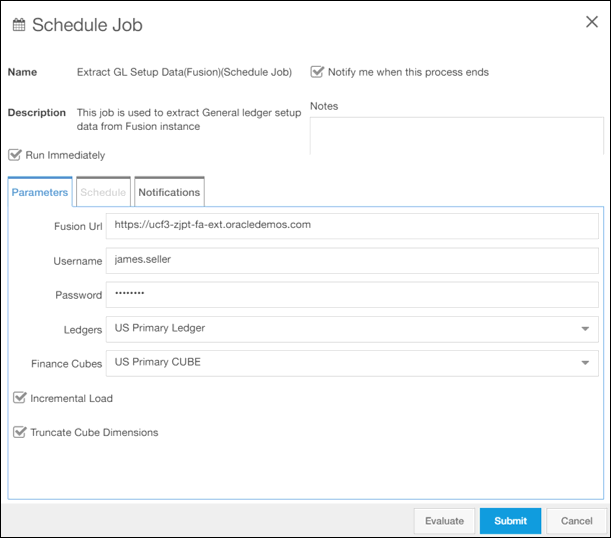 Schedule Job
Name Extract GL Setup Data(Fusion)(Schedule Job) Notify me when this process ends
Notes
Description This job is used to extract General ledger setup
data from Fusion instance
Run Immediately
Parameters Schedule Notifications
Fusion Url https://ucf3-zjpt-fa-ext.oracledemos.com
Username james.seller
Password ••••••••
Ledgers US Primary Ledger
Finance Cubes US Primary CUBE
Incremental Load
Truncate Cube Dimensions
Evaluate Submit Cancel